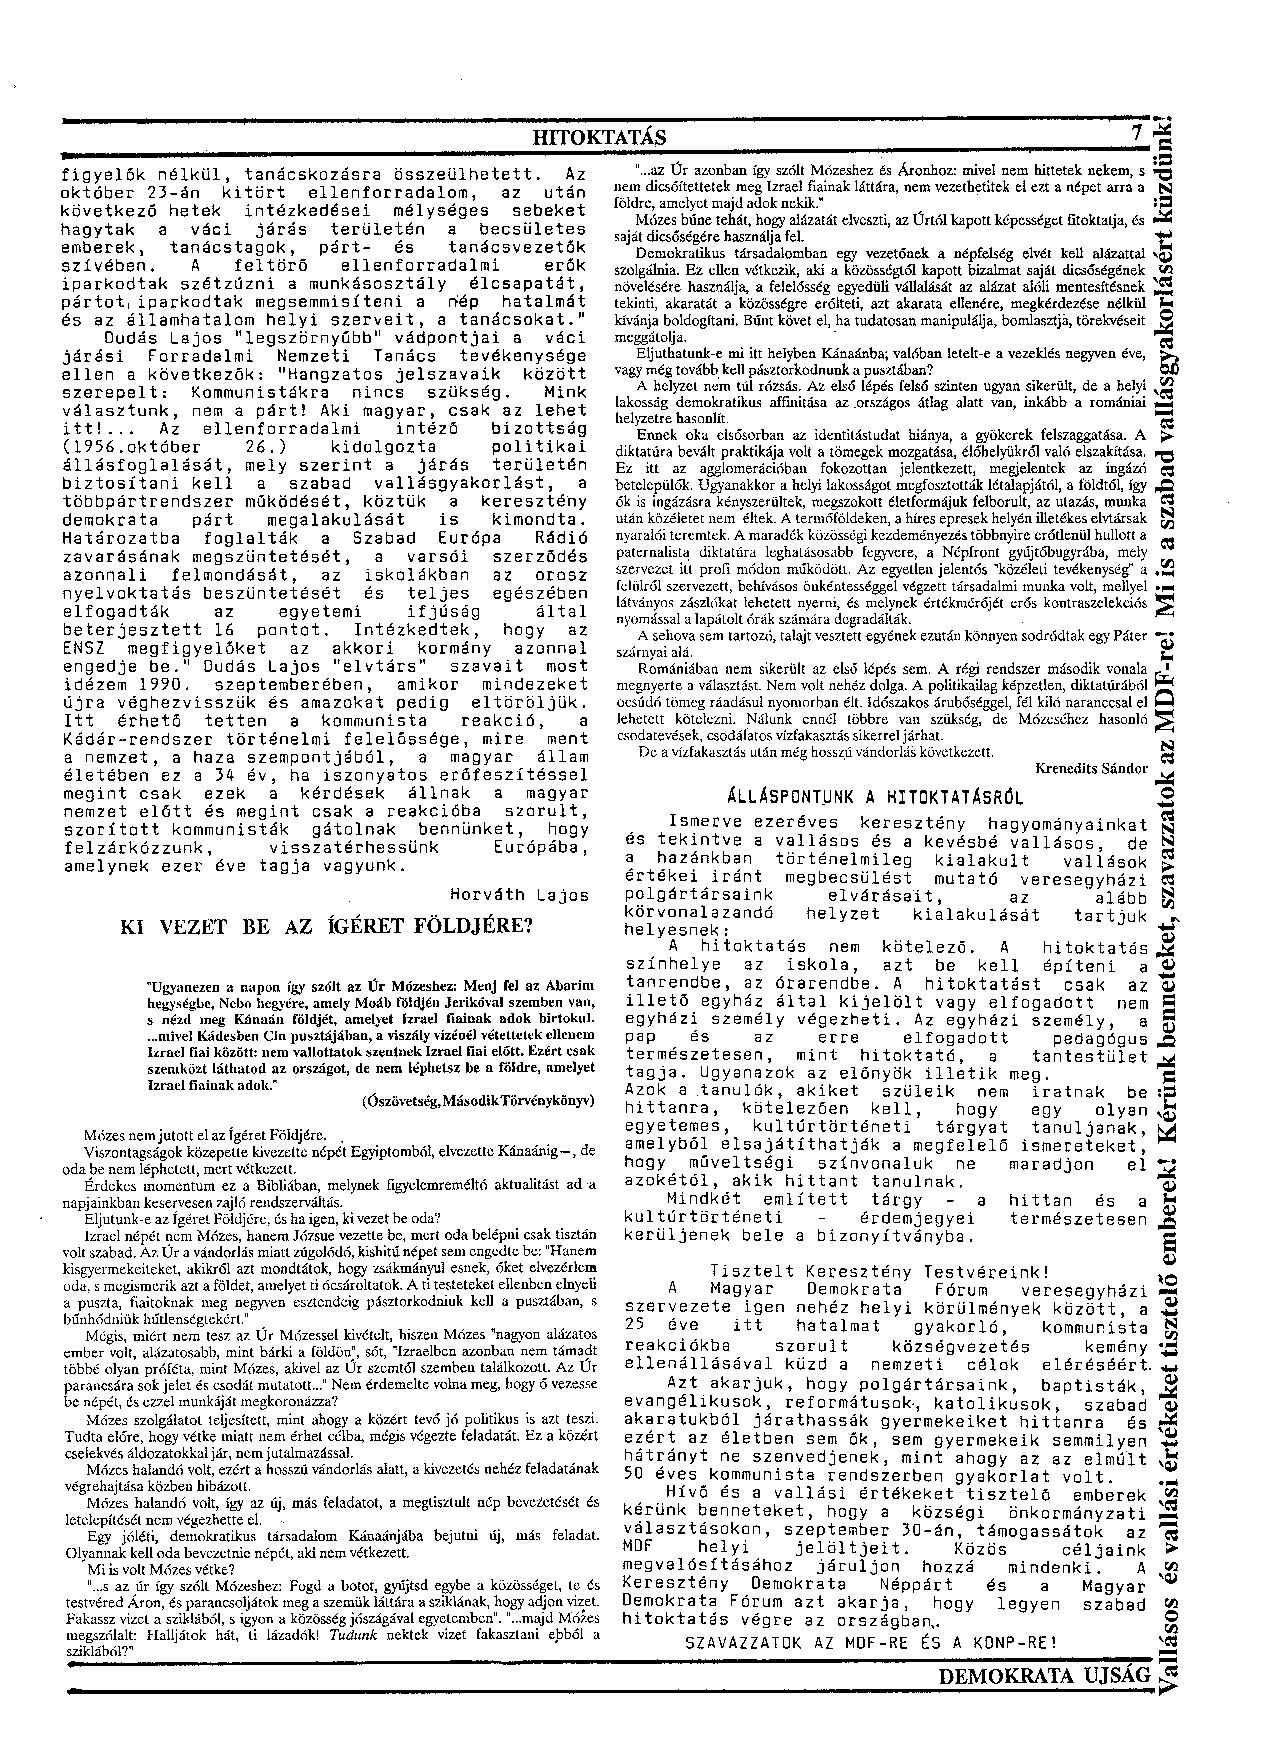 HITOKTATÁS
7
figyelők nélkül, tanácskozásra összeülhetett. Az
október 23-án kitört ellenforradalom, az után
következő hetek intézkedései mélységes sebeket
hagytak a váci járás területén a becsületes
emberek, tanácstagok, párt- és tanácsvezetők
szívében. A feltörő ellenforradalmi erők
iparkodtak szétzúzni a munkásosztály élcsapatát,
pártot, iparkodtak megsemmisíteni a nép hatalmát
és az államhatalom helyi szerveit, a tanácsokat."
Dudás Lajos "legszörnyűbb" vádpontjai a váci
járási Forradalmi Nemzeti Tanács tevékenysége
ellen a következők: "Hangzatos jelszavaik között
szerepelt: Kommunistákra nincs szükség. Mink
választunk, nem a párt! Aki magyar, csak az lehet
itt!... Az ellenforradalmi intéző bizottság
(1956.október 26.) kidolgozta politikai
állásfoglalását, mely szerint a járás területén
biztosítani kell a szabad vallásgyakorlást, a
többpártrendszer működését, köztük a keresztény
demokrata párt megalakulását is kimondta.
Határozatba foglalták a Szabad Európa Rádió
zavarásának megszüntetését, a varsói szerződés
azonnali felmondását, az iskolákban az orosz
nyelvoktatás beszüntetését és teljes egészében
elfogadták az egyetemi ifjúság által
beterjesztett 16 pontot. Intézkedtek, hogy az
ENSZ megfigyelőket az akkori kormány azonnal
engedje be." Dudás Lajos "elvtárs" szavait most
idézem 1990. szeptemberében, amikor mindezeket
újra véghezvisszük és amazokat pedig eltöröljük.
Itt érhető tetten a kommunista reakció, a
Kádár-rendszer történelmi felelőssége, mire ment
a nemzet, a haza szempontjából, a magyar állam
életében ez a 34 év, ha iszonyatos erőfeszítéssel
megint csak ezek a kérdések állnak a magyar
nemzet előtt és megint csak a reakcióba szorult,
szorított kommunisták gátolnak bennünket, hogy
felzárkózzunk, visszatérhessünk Európába,
amelynek ezer éve tagja vagyunk.
Horváth Lajos
KI VEZET BE AZ ÍGÉRET FÖLDJÉRE?
"Ugyanezen a napon így szólt az Úr Mózeshez: Menj fel az Abarim
hegységbe, Nebo hegyére, amely Moáb földjén Jerikóval szemben van,
s nézd meg Kánaán földjét, amelyet Izrael fiainak adok birtokul.
...mivel Kádesben Cin pusztájában, a viszály vizénél vétettetek ellenem
Izrael fiai között: nem vallottatok szentnek Izrael fiai előtt. Ezért csak
szemközt láthatod az országot, de nem léphetsz be a földre, amelyet
Izrael fiainak adok."
(Ószövetség, Második Törvénykönyv)
Mózes nem jutott el az Ígéret Földjére.
Viszontagságok közepette kivezette népét Egyiptomból, elvezette Kánaánig–, de
oda be nem léphetett, mert vétkezett.
Érdekes momentum ez a Bibliában, melynek figyelemreméltó aktualitást ad a
napjainkban keservesen zajló rendszerváltás.
Eljutunk-e az Ígéret Földjére, és ha igen, ki vezet be oda?
Izrael népét nem Mózes, hanem Józsue vezette be, mert oda belépni csak tisztán
volt szabad. Az Úr a vándorlás miatt zúgolódó, kishitű népet sem engedte be: "Hanem
kisgyermekeiteket, akikről azt mondtátok, hogy zsákmányul esnek, őket elvezérlem
oda, s megismerik azt a földet, amelyet ti ócsároltatok. A ti testeteket ellenben elnyeli
a puszta, fiaitoknak meg negyven esztendeig pásztorkodniuk kell a pusztában, s
bűnhődniük hűtlenségtekért."
Mégis, miért nem tesz az Úr Mózessel kivételt, hiszen Mózes "nagyon alázatos
ember volt, alázatosabb, mint bárki a földön", sőt, "Izraelben azonban nem támadt
többé olyan próféta, mint Mózes, akivel az Úr szemtől szemben találkozott. Az Úr
parancsára sok jelet és csodát mutatott..." Nem érdemelte volna meg, hogy ő vezesse
be népét, és ezzel munkáját megkoronázza?
Mózes szolgálatot teljesített, mint ahogy a közért tevő jó politikus is azt teszi.
Tudta előre, hogy vétke miatt nem érhet célba, mégis végezte feladatát. Ez a közért
cselekvés áldozatokkal jár, nem jutalmazással.
Mózes halandó volt, ezért a hosszú vándorlás alatt, a kivezetés nehéz feladatának
végrehajtása közben hibázott.
Mózes halandó volt, így az új, más feladatot, a megtisztult nép bevezetését és
letelepítését nem végezhette el.
Egy jóléti, demokratikus társadalom Kánaánjába bejutni új, más feladat.
Olyannak kell oda bevezetnie népét, aki nem vétkezett.
Mi is volt Mózes vétke?
"...s az úr így szólt Mózeshez: Fogd a botot, gyűjtsd egybe a közösséget, te és
testvéred Áron, és parancsoljátok meg a szemük láttára a sziklának, hogy adjon vizet.
Fakassz vizet a sziklából, s igyon a közösség jószágával egyetemben". "...majd Mózes
megszólalt: Halljátok hát, ti lázadók! Tudunk nektek vizet fakasztani ebből a
sziklából?"
"...az Úr azonban így szólt Mózeshez és Áronhoz: mivel nem hittetek nekem, s
nem dicsőítettetek meg Izrael fiainak láttára, nem vezethetitek el ezt a népet arra a
földre, amelyet majd adok nekik."
Mózes bűne tehát, hogy alázatát elveszti, az Úrtól kapott képességet fitoktatja, és
saját dicsőségére használja fel.
Demokratikus társadalomban egy vezetőnek a népfelség elvét kell alázattal
szolgálnia. Ez ellen vétkezik, aki a közösségtől kapott bizalmat saját dicsőségének
növelésére használja, a felelősség egyedüli vállalását az alázat alóli mentesítésnek
tekinti, akaratát a közösségre erőlteti, azt akarata ellenére, megkérdezése nélkül
kívánja boldogítani. Bűnt követ el, ha tudatosan manipulálja, bomlasztja, törekvéseit
meggátolja.
Eljuthatunk-e mi itt helyben Kánaánba; valóban letelt-e a vezeklés negyven éve,
vagy még tovább kell pásztorkodnunk a pusztában?
A helyzet nem túl rózsás. Az első lépés felső szinten ugyan sikerült, de a helyi
lakosság demokratikus affinitása az országos átlag alatt van, inkább a romániai
helyzetre hasonlít.
Ennek oka elsősorban az identitástudat hiánya, a gyökerek felszaggatása. A
diktatúra bevált praktikája volt a tömegek mozgatása, élőhelyükről való elszakítása.
Ez itt az agglomerációban fokozottan jelentkezett, megjelentek az ingázó
betelepülők. Ugyanakkor a helyi lakosságot megfosztották létalapjától, a földtől, így
ők is ingázásra kényszerültek, megszokott életformájuk felborult, az utazás, munka
után közéletet nem éltek. A termőföldeken, a híres epresek helyén illetékes elvtársak
nyaralói teremtek. A maradék közösségi kezdeményezés többnyire erőtlenül hullott a
paternalista diktatúra leghatásosabb fegyvere, a Népfront gyűjtőbugyrába, mely
szervezet itt profi módon működött. Az egyetlen jelentős "közéleti tevékenység" a
felülről szervezett, behívásos önkéntességgel végzett társadalmi munka volt, mellyel
látványos zászlókat lehetett nyerni, és melynek értékmérőjét erős kontraszelekciós
nyomással a lapátolt órák számára degradálták.
A sehova sem tartozó, talajt vesztett egyének ezután könnyen sodródtak egy Páter
szárnyai alá.
Romániában nem sikerült az első lépés sem. A régi rendszer második vonala
megnyerte a választást. Nem volt nehéz dolga. A politikailag képzetlen, diktatúrából
ocsúdó tömeg ráadásul nyomorban élt. Időszakos árubőséggel, fél kiló naranccsal el
lehetett kötelezni. Nálunk ennél többre van szükség, de Mózeséhez hasonló
csodatevések, csodálatos vízfakasztás sikerrel járhat.
De a vízfakasztás után még hosszú vándorlás következett.
Krenedits Sándor
ÁLLÁSPONTUNK A HITOKTATÁSRÓL
Ismerve ezeréves keresztény hagyományainkat
és tekintve a vallásos és a kevésbé vallásos, de
a hazánkban történelmileg kialakult vallások
értékei iránt megbecsülést mutató veresegyházi
polgártársaink elvárásait, az alább
körvonalazandó helyzet kialakulását tartjuk
helyesnek:
A hitoktatás nem kötelező. A hitoktatás
színhelye az iskola, azt be kell építeni a
tanrendbe, az órarendbe. A hitoktatást csak az
illető egyház által kijelölt vagy elfogadott nem
egyházi személy végezheti. Az egyházi személy, a
pap és az erre elfogadott pedagógus
természetesen, mint hitoktató, a tantestület
tagja. Ugyanazok az előnyök illetik meg.
Azok a tanulók, akiket szüleik nem iratnak be
hittanra, kötelezően kell, hogy egy olyan
egyetemes, kultúrtörténeti tárgyat tanuljanak,
amelyből elsajátíthatják a megfelelő ismereteket,
hogy műveltségi színvonaluk ne maradjon el
azokétól, akik hittant tanulnak.
Mindkét említett tárgy - a hittan és a
kultúrtörténeti - érdemjegyei természetesen
kerüljenek bele a bizonyítványba.
Tisztelt Keresztény Testvéreink!
A Magyar Demokrata Fórum veresegyházi
szervezete igen nehéz helyi körülmények között, a
25 éve itt hatalmat gyakorló, kommunista
reakciókba szorult községvezetés kemény
ellenállásával küzd a nemzeti célok eléréséért.
Azt akarjuk, hogy polgártársaink, baptisták,
evangélikusok, reformátusok, katolikusok, szabad
akaratukból járathassák gyermekeiket hittanra és
ezért az életben sem ők, sem gyermekeik semmilyen
hátrányt ne szenvedjenek, mint ahogy az az elmúlt
50 éves kommunista rendszerben gyakorlat volt.
Hívő és a vallási értékeket tisztelő emberek
kérünk benneteket, hogy a községi önkormányzati
választásokon, szeptember 30-án, támogassátok az
MDF helyi jelöltjeit. Közös céljaink
megvalósításához járuljon hozzá mindenki. A
Keresztény Demokrata Néppárt és a Magyar
Demokrata Fórum azt akarja, hogy legyen szabad
hitoktatás végre az országban.
SZAVAZZATOK AZ MDF-RE ÉS A KDNP-RE!
Vallásos és vallási értékeket tisztelő emberek! Kérünk benneteket, szavazzatok az MDF-re! Mi is a szabad vallásgyakorlásért küzdünk!
DEMOKRATA UJSÁG